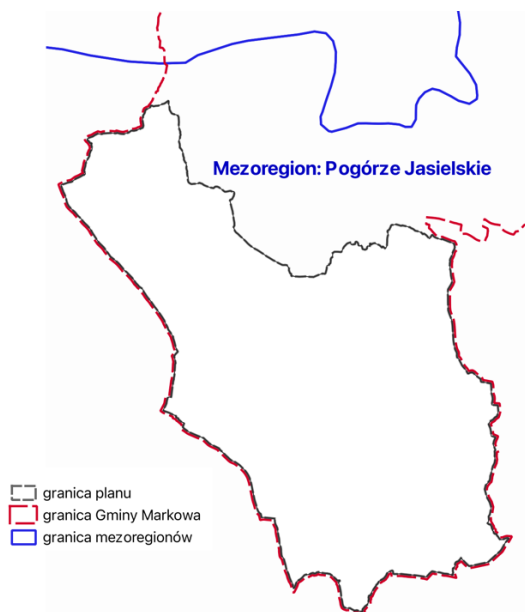 Mezoregion: Pogórze Jasielskie
granica planu
granica Gminy Markowa
granica mezoregionów